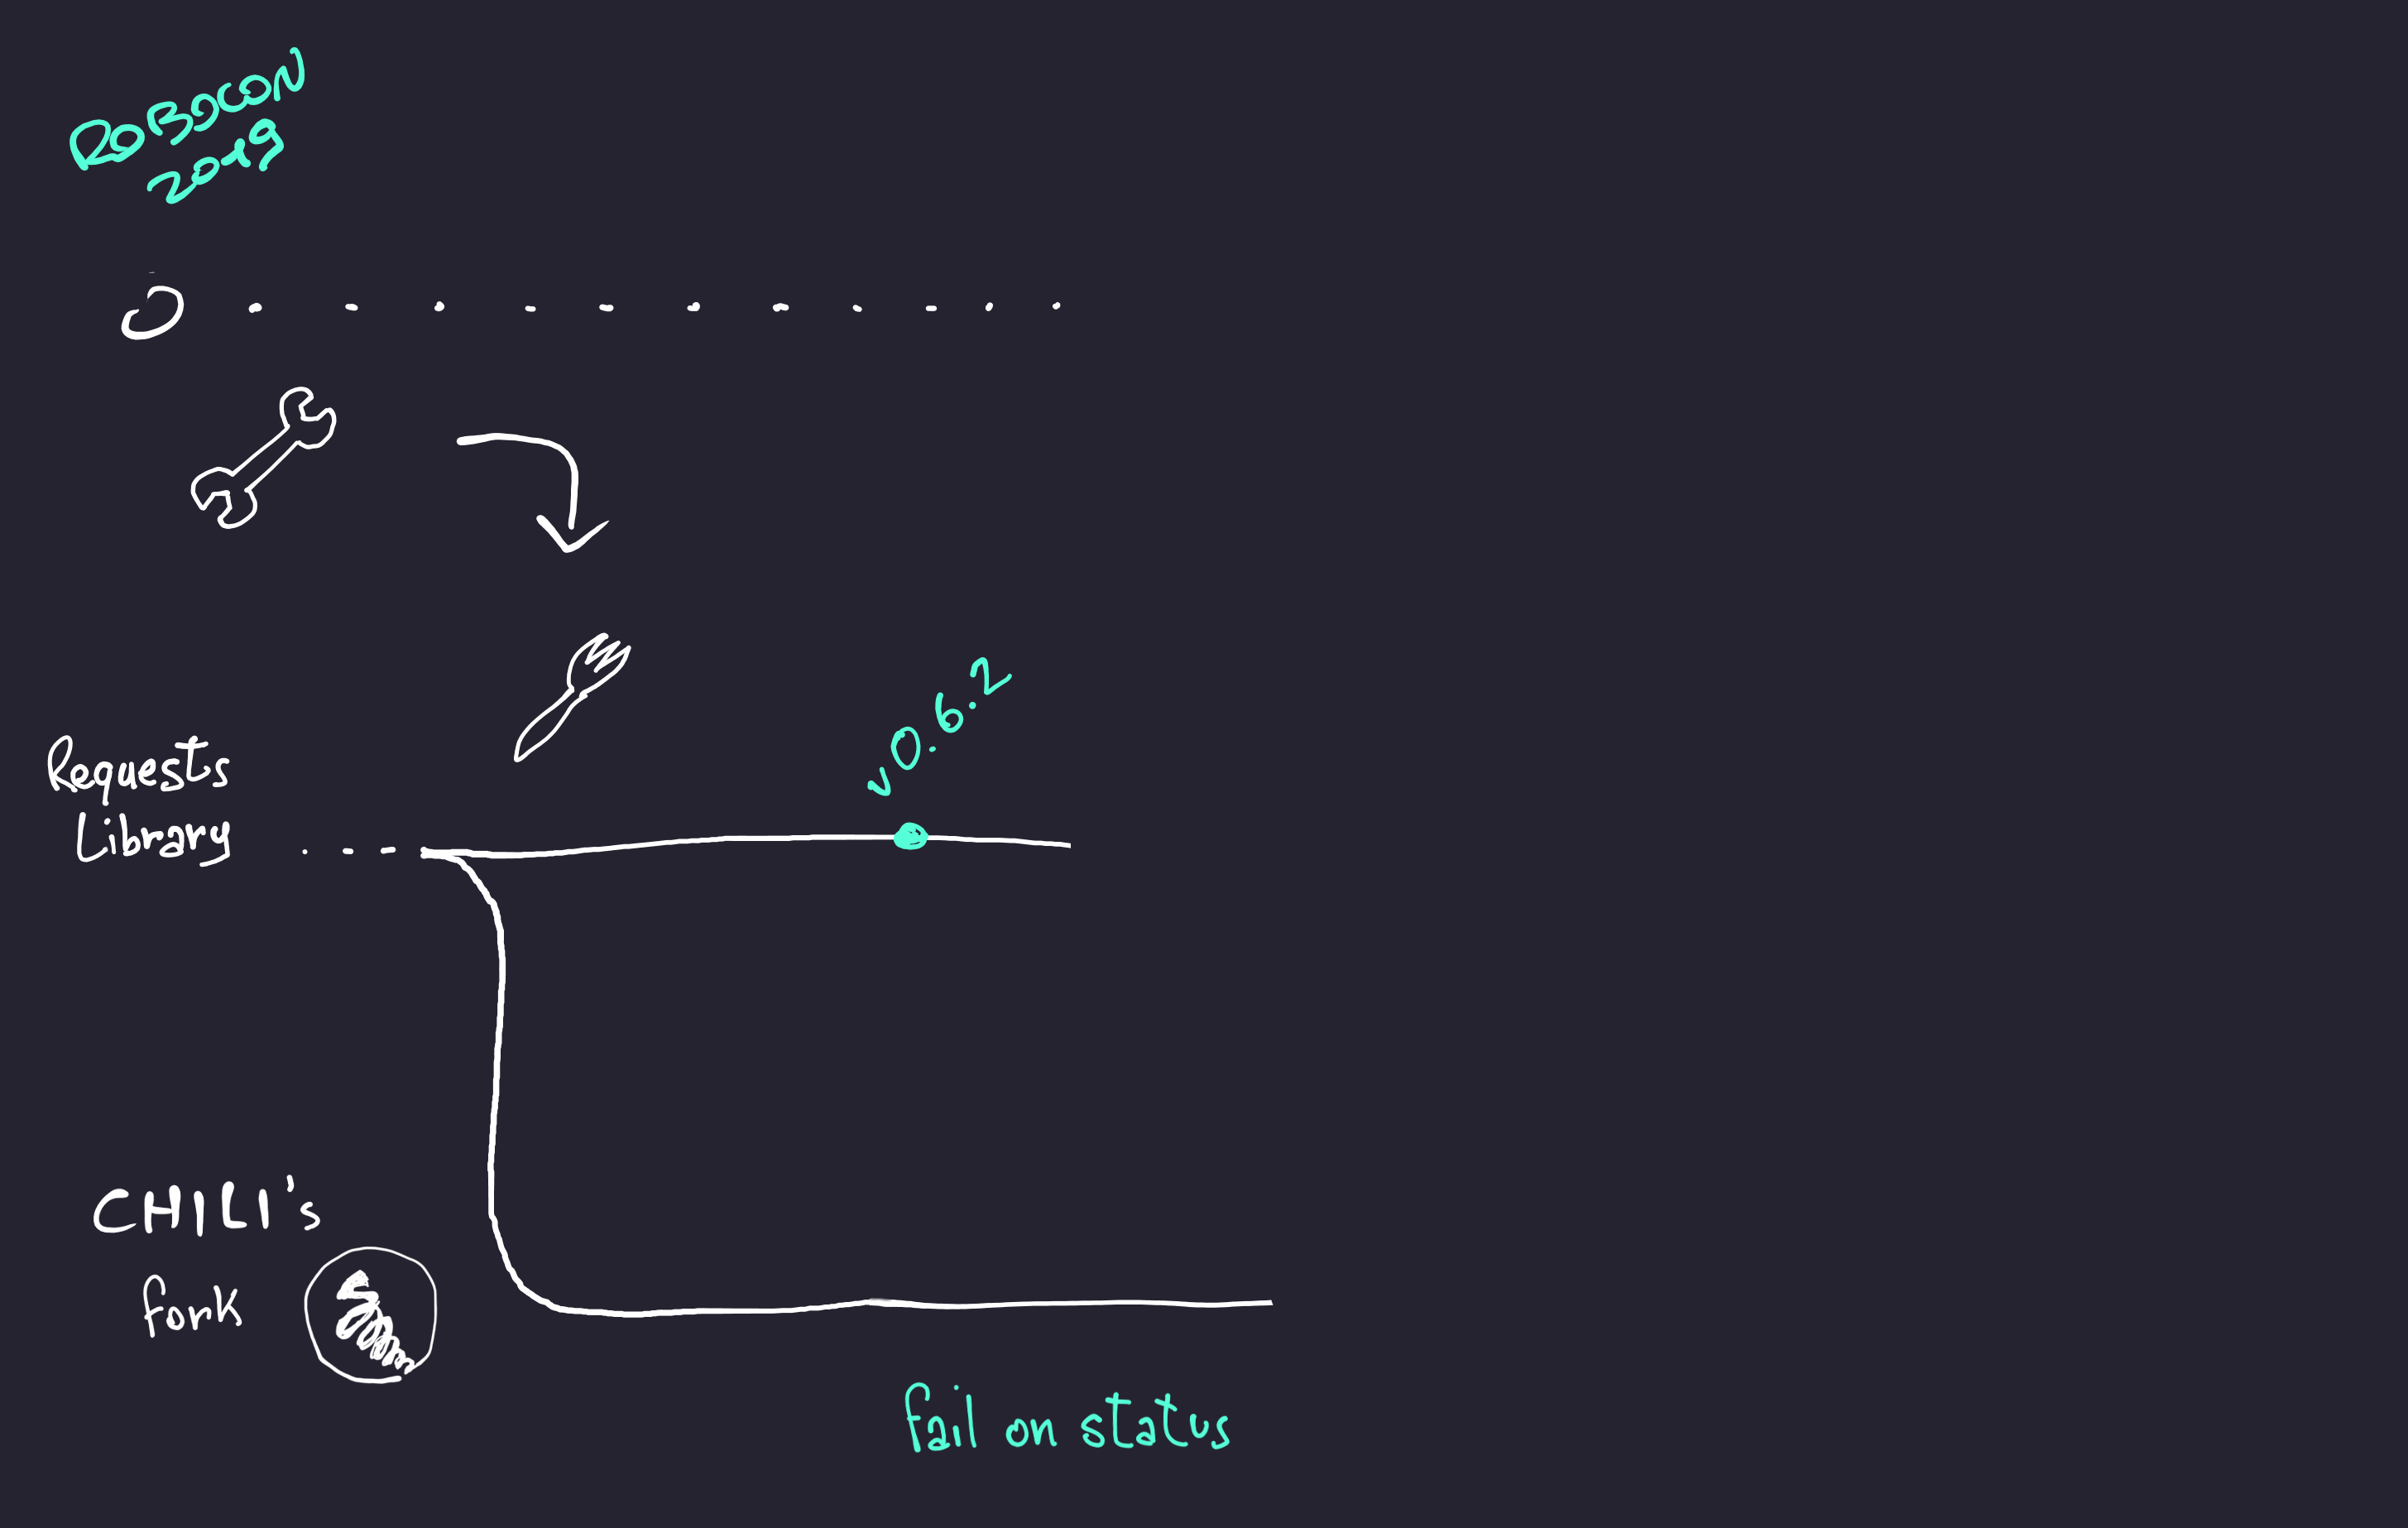 ROBOCON
2019
v0.6.2
Requests
Library
CHILI's
fork
fail on status